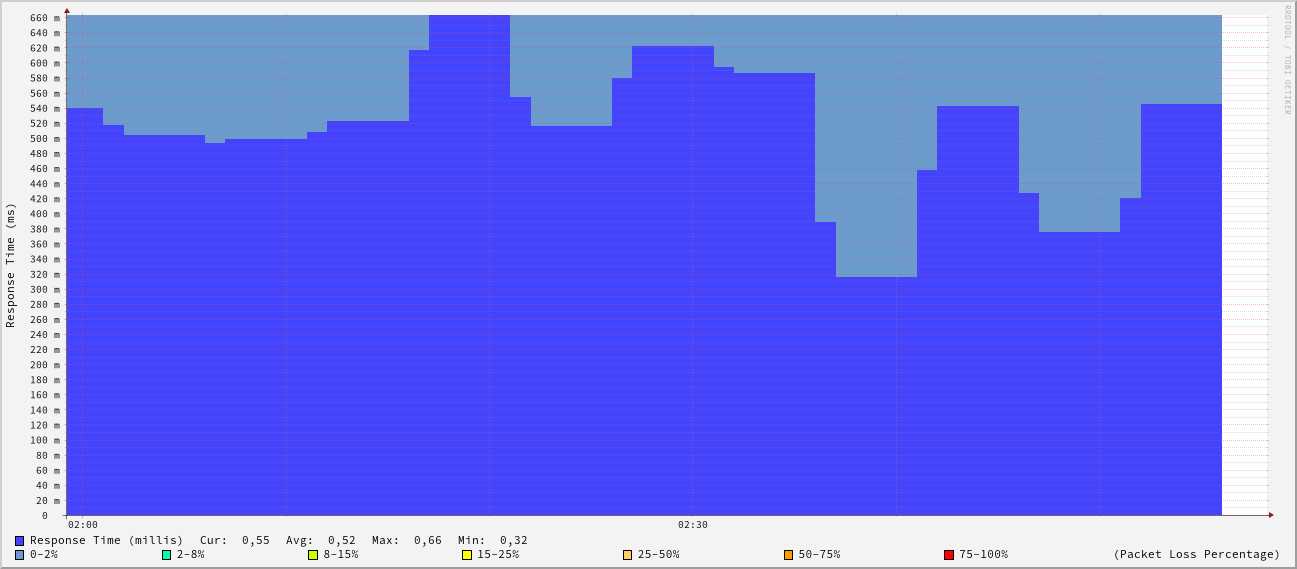 RRDTOOL / TOBI OETIKER
Response Time (ms)
660 m
640 m
620 m
600 m
580 m
560 m
540 m
520 m
500 m
480 m
460 m
440 m
420 m
400 m
380 m
360 m
340 m
320 m
300 m
280 m
260 m
240 m
220 m
200 m
180 m
160 m
140 m
120 m
100 m
80 m
60 m
40 m
20 m
0
02:00 02:30
Response Time (millis) Cur: 0,55 Avg: 0,52 Max: 0,66 Min: 0,32
0-2% 2-8% 8-15% 15-25% 25-50% 50-75% 75-100% (Packet Loss Percentage)